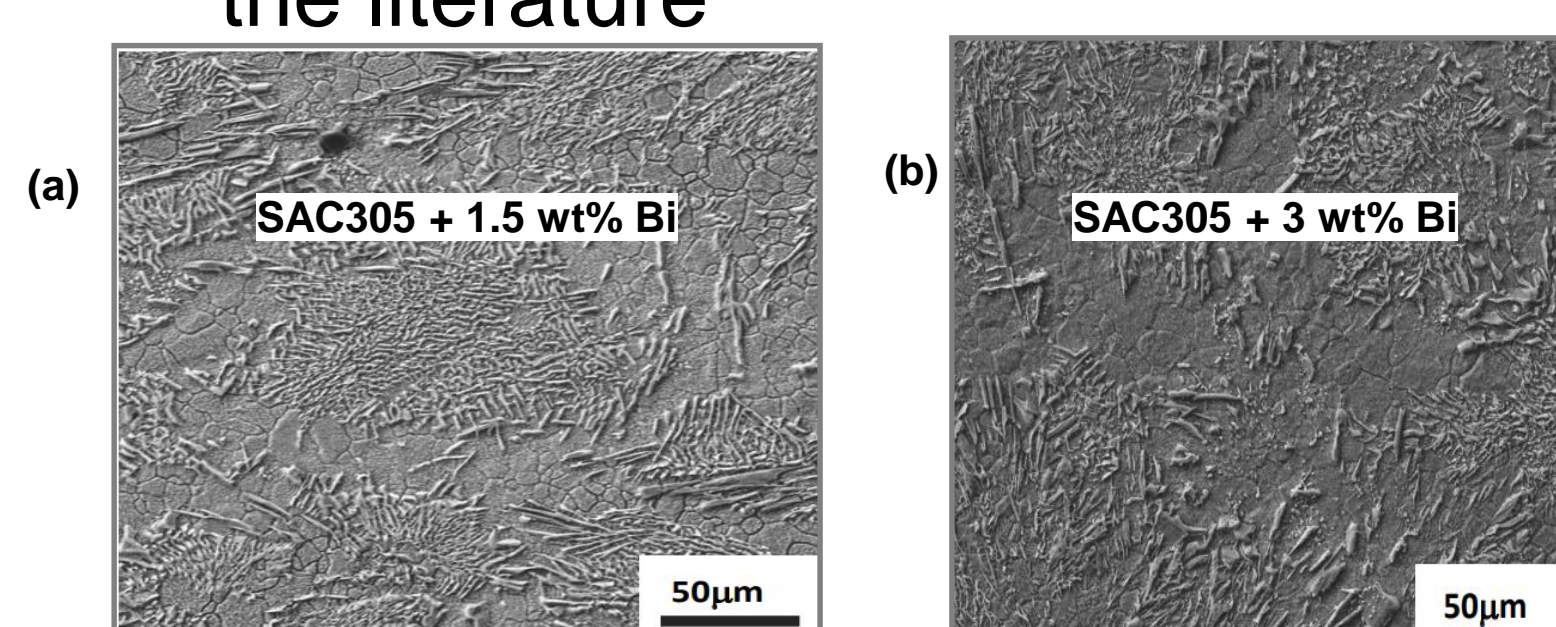 the literature
(a)
SAC305 + 1.5 wt% Bi
50μm
(b)
SAC305 + 3 wt% Bi
50μm